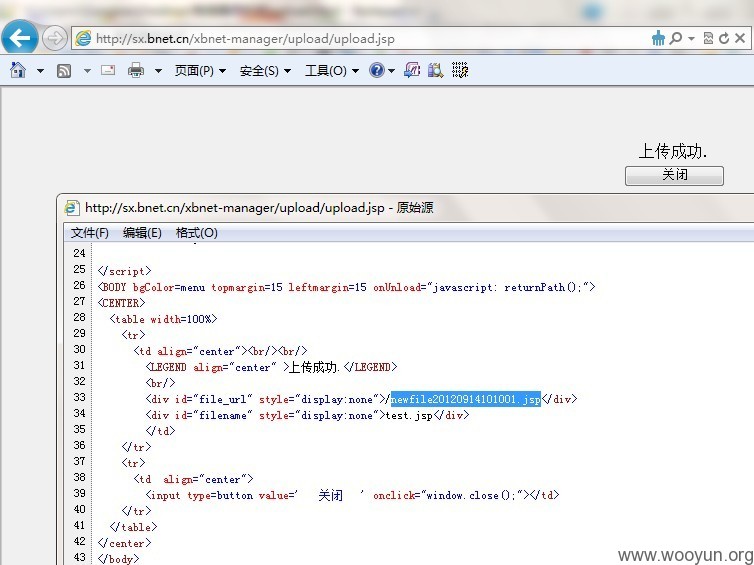 http://sx.bnet.cn/xbnet-manager/upload/upload.jsp
页面(P) 安全(S) 工具(O)
上传成功.
关闭
http://sx.bnet.cn/xbnet-manager/upload/upload.jsp - 原始源
文件(F) 编辑(E) 格式(O)
24
25 </script>
26 <BODY bgColor=menu topmargin=15 leftmargin=15 onUnload="javascript: returnPath();">
27 <CENTER>
28 <table width=100%>
29 <tr>
30 <td align="center"><br/><br/>
31 <LEGEND align="center" >上传成功.</LEGEND>
32 <br/>
33 <div id="file_url" style="display:none">/newfile20120914101001.jsp</div>
34 <div id="filename" style="display:none">test.jsp</div>
35 </td>
36 </tr>
37 <tr>
38 <td  align="center">
39 <input type=button value='   关闭   ' onclick="window.close();"></td>
40 </tr>
41 </table>
42 </center>
43 </body>
www.wooyun.org